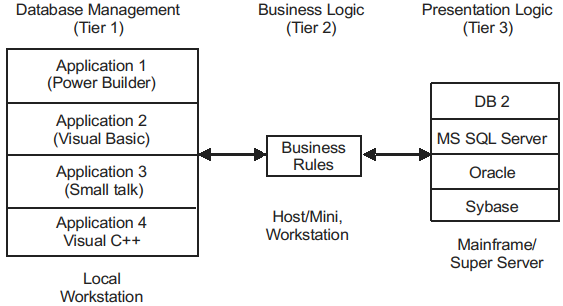 Database Management
(Tier 1)
Business Logic
(Tier 2)
Presentation Logic
(Tier 3)
Application 1
(Power Builder)
Application 2
(Visual Basic)
Application 3
(Small talk)
Application 4
Visual C++
Local
Workstation
Business
Rules
Host/Mini,
Workstation
DB 2
MS SQL Server
Oracle
Sybase
Mainframe/
Super Server